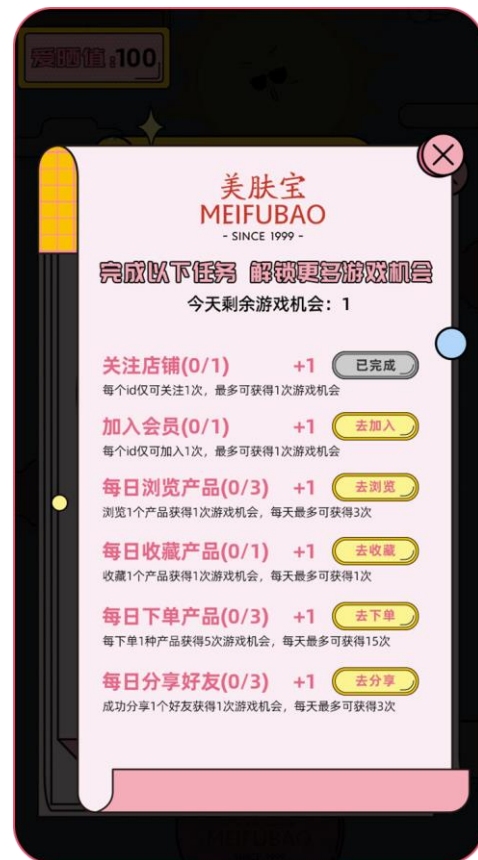 爱晒值:100
美肤宝
MEIFUBAO
- SINCE 1999 -
完成以下任务 解锁更多游戏机会
今天剩余游戏机会：1
关注店铺(0/1) +1 已完成
每个id仅可关注1次，最多可获得1次游戏机会
加入会员(0/1) +1 去加入
每个id仅可加入1次，最多可获得1次游戏机会
每日浏览产品(0/3) +1 去浏览
浏览1个产品获得1次游戏机会，每天最多可获得3次
每日收藏产品(0/1) +1 去收藏
收藏1个产品获得1次游戏机会，每天最多可获得1次
每日下单产品(0/3) +1 去下单
每下单1种产品获得5次游戏机会，每天最多可获得15次
每日分享好友(0/3) +1 去分享
成功分享1个好友获得1次游戏机会，每天最多可获得3次
MEIFUBAO